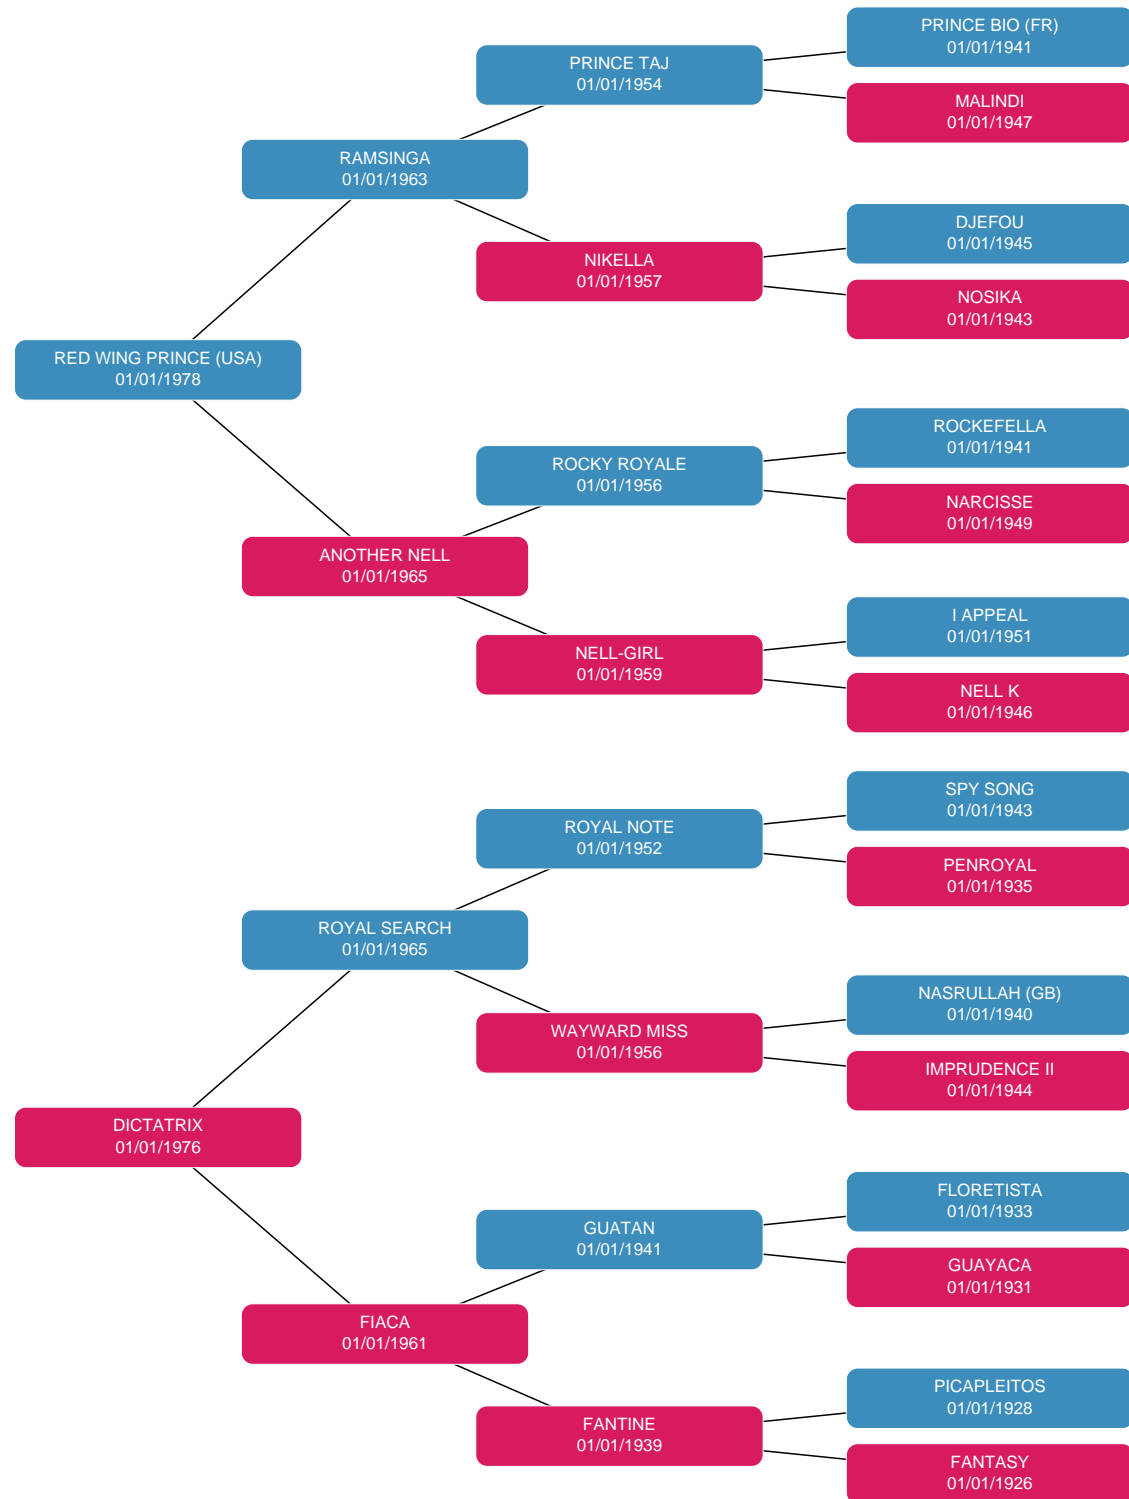 PRINCE BIO (FR)
01/01/1941
PRINCE TAJ
01/01/1954
MALINDI
01/01/1947
RAMSINGA
01/01/1963
DJEFOU
01/01/1945
NIKELLA
01/01/1957
NOSIKA
01/01/1943
RED WING PRINCE (USA)
01/01/1978
ROCKEFELLA
01/01/1941
ROCKY ROYALE
01/01/1956
NARCISSE
01/01/1949
ANOTHER NELL
01/01/1965
I APPEAL
01/01/1951
NELL-GIRL
01/01/1959
NELL K
01/01/1946
SPY SONG
01/01/1943
ROYAL NOTE
01/01/1952
PENROYAL
01/01/1935
ROYAL SEARCH
01/01/1965
NASRULLAH (GB)
01/01/1940
WAYWARD MISS
01/01/1956
IMPRUDENCE II
01/01/1944
DICTATRIX
01/01/1976
FLORETISTA
01/01/1933
GUATAN
01/01/1941
GUAYACA
01/01/1931
FIACA
01/01/1961
PICAPLEITOS
01/01/1928
FANTINE
01/01/1939
FANTASY
01/01/1926